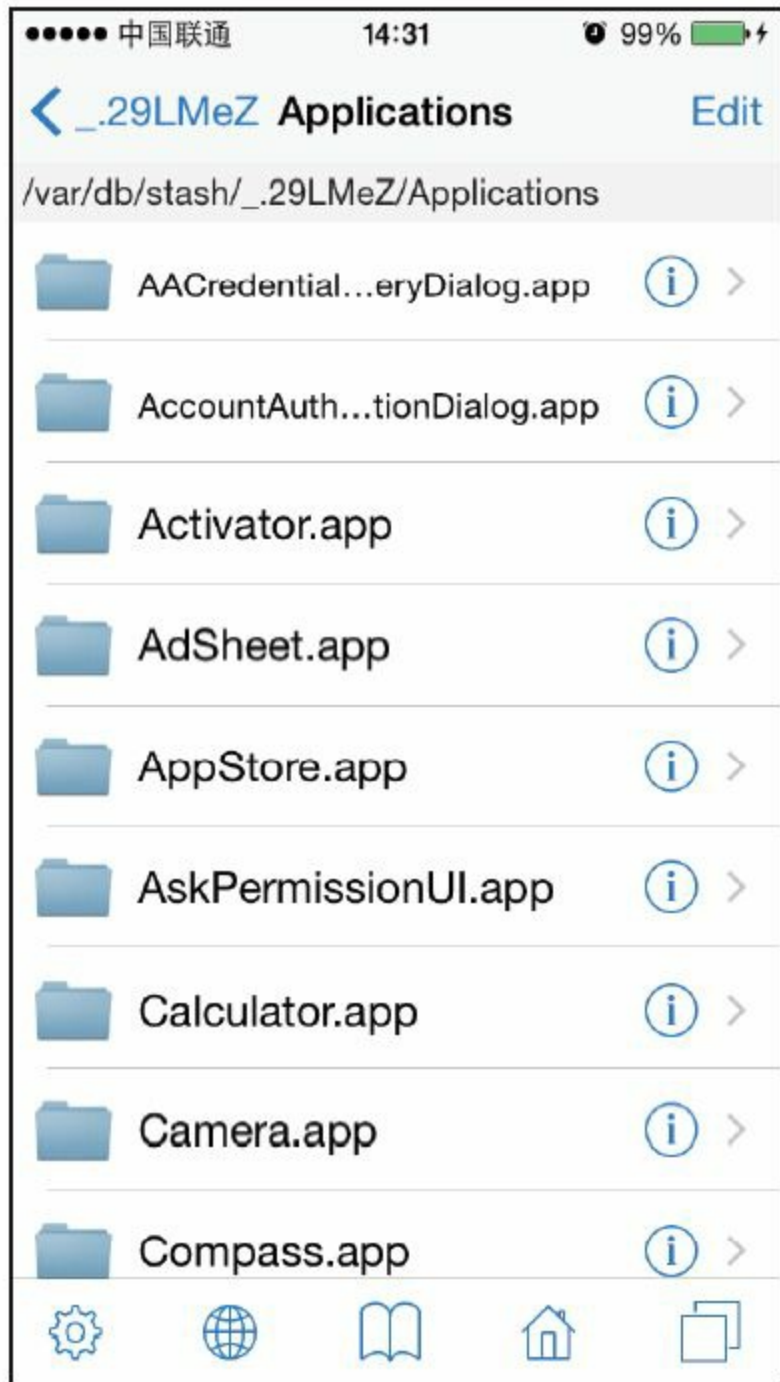 中国联通 14:31 99%
_.29LMeZ Applications Edit
/var/db/stash/_.29LMeZ/Applications
AACredential...eryDialog.app
AccountAuth...tionDialog.app
Activator.app
AdSheet.app
AppStore.app
AskPermissionUI.app
Calculator.app
Camera.app
Compass.app